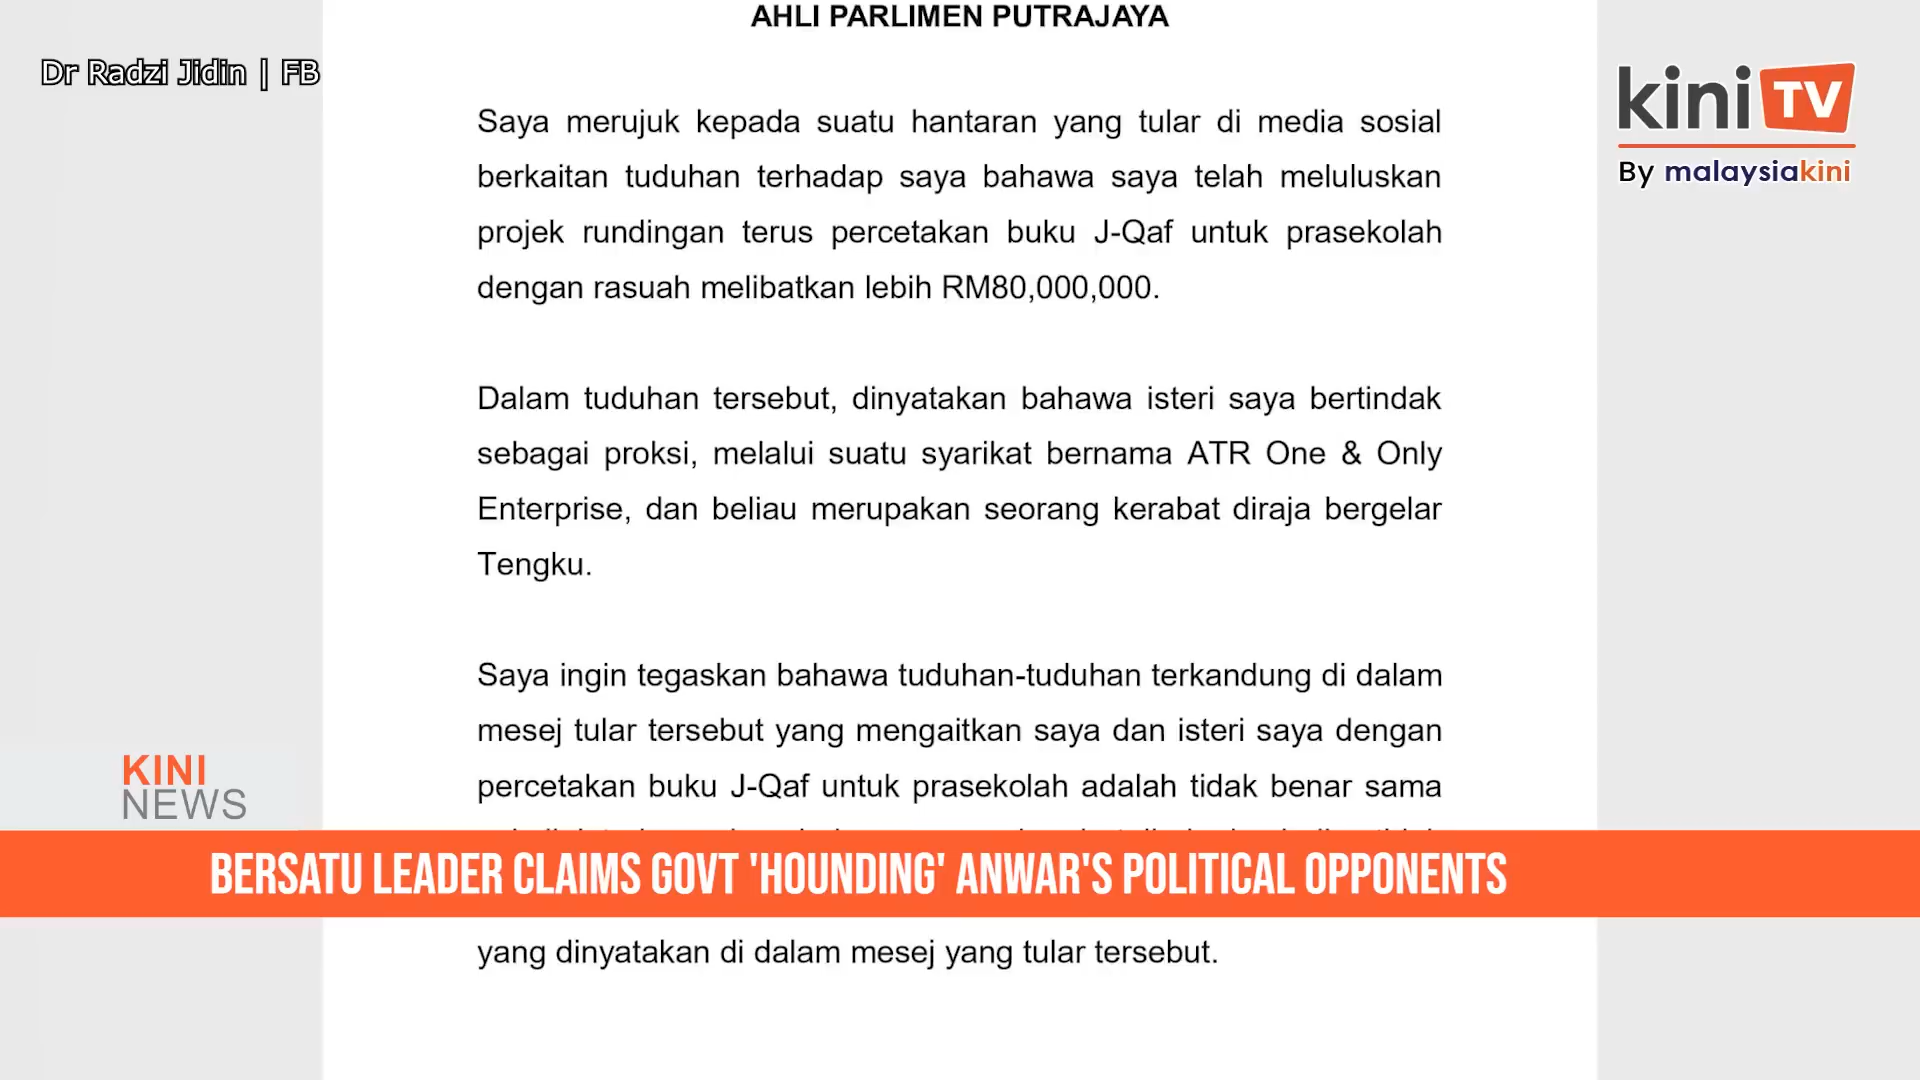 AHLI PARLIMEN PUTRAJAYA
Dr Radzi Jidin | FB
kini TV
By malaysiakini
Saya merujuk kepada suatu hantaran yang tular di media sosial
berkaitan tuduhan terhadap saya bahawa saya telah meluluskan
projek rundingan terus percetakan buku J-Qaf untuk prasekolah
dengan rasuah melibatkan lebih RM80,000,000.
Dalam tuduhan tersebut, dinyatakan bahawa isteri saya bertindak
sebagai proksi, melalui suatu syarikat bernama ATR One & Only
Enterprise, dan beliau merupakan seorang kerabat diraja bergelar
Tengku.
Saya ingin tegaskan bahawa tuduhan-tuduhan terkandung di dalam
mesej tular tersebut yang mengaitkan saya dan isteri saya dengan
percetakan buku J-Qaf untuk prasekolah adalah tidak benar sama
KINI
NEWS
BERSATU LEADER CLAIMS GOVT 'HOUNDING' ANWAR'S POLITICAL OPPONENTS
yang dinyatakan di dalam mesej yang tular tersebut.